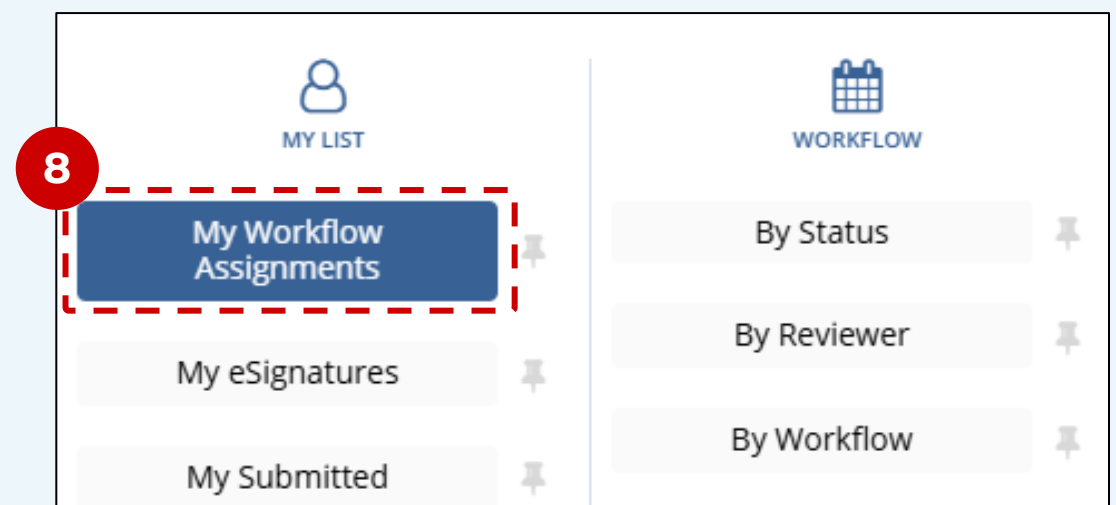 MY LIST
8
My Workflow
Assignments
My eSignatures
My Submitted
WORKFLOW
By Status
By Reviewer
By Workflow